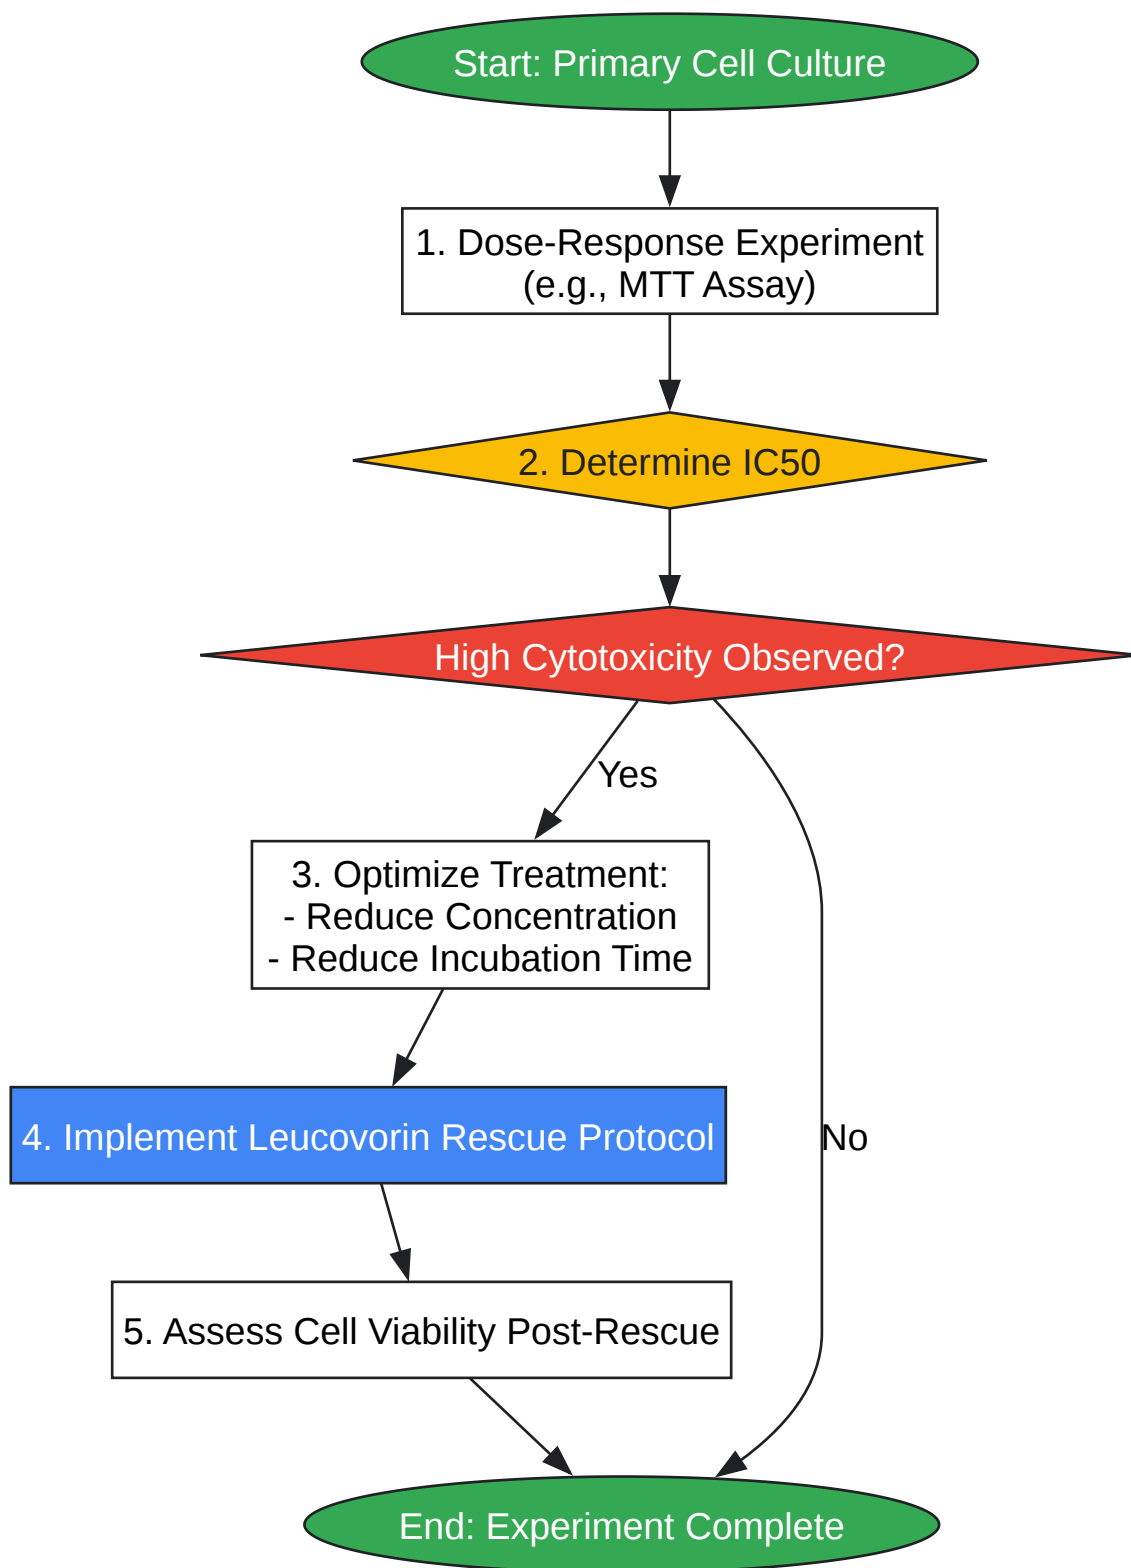 Start: Primary Cell Culture
1. Dose-Response Experiment
(e.g., MTT Assay)
2. Determine IC50
High Cytotoxicity Observed?
Yes
3. Optimize Treatment:
- Reduce Concentration
- Reduce Incubation Time
4. Implement Leucovorin Rescue Protocol
No
5. Assess Cell Viability Post-Rescue
End: Experiment Complete